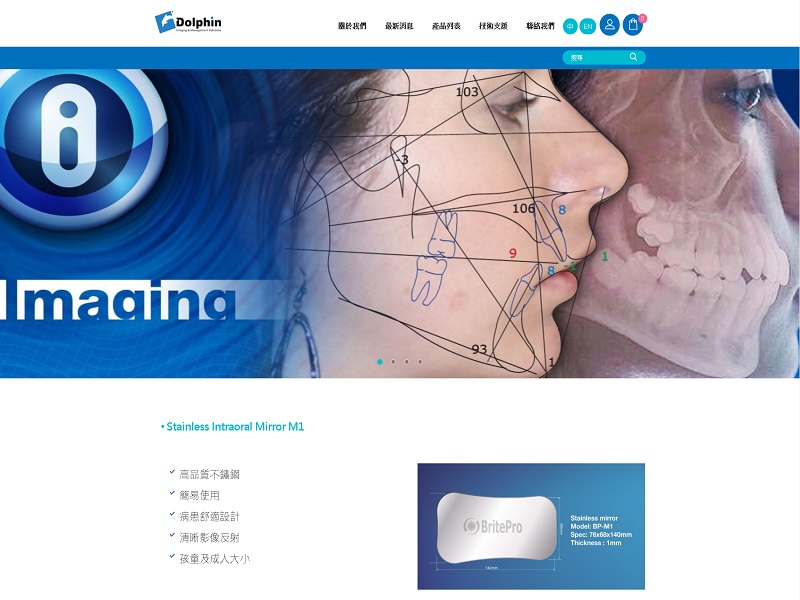 Dolphin
Imaging & Management Solutions
關於我們 最新消息 產品列表 技術支援 聯絡我們 中 EN 0
搜尋
103
-3
106 8
9 1
8
Imaging
93
1
• Stainless Intraoral Mirror M1
高品質不鏽鋼
簡易使用
病患舒適設計
清晰影像反射
孩童及成人大小
BritePro
Stainless mirror
Model: BP-M1
Spec: 76x68x140mm
Thickness : 1mm
140mm